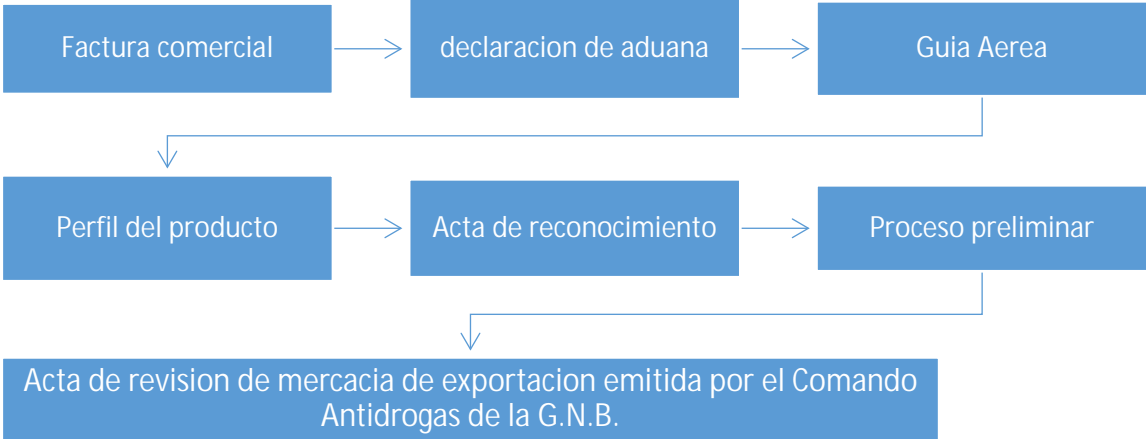 Factura comercial
declaracion de aduana
Guia Aerea
Perfil del producto
Acta de reconocimiento
Proceso preliminar
Acta de revision de mercacia de exportacion emitida por el Comando
Antidrogas de la G.N.B.